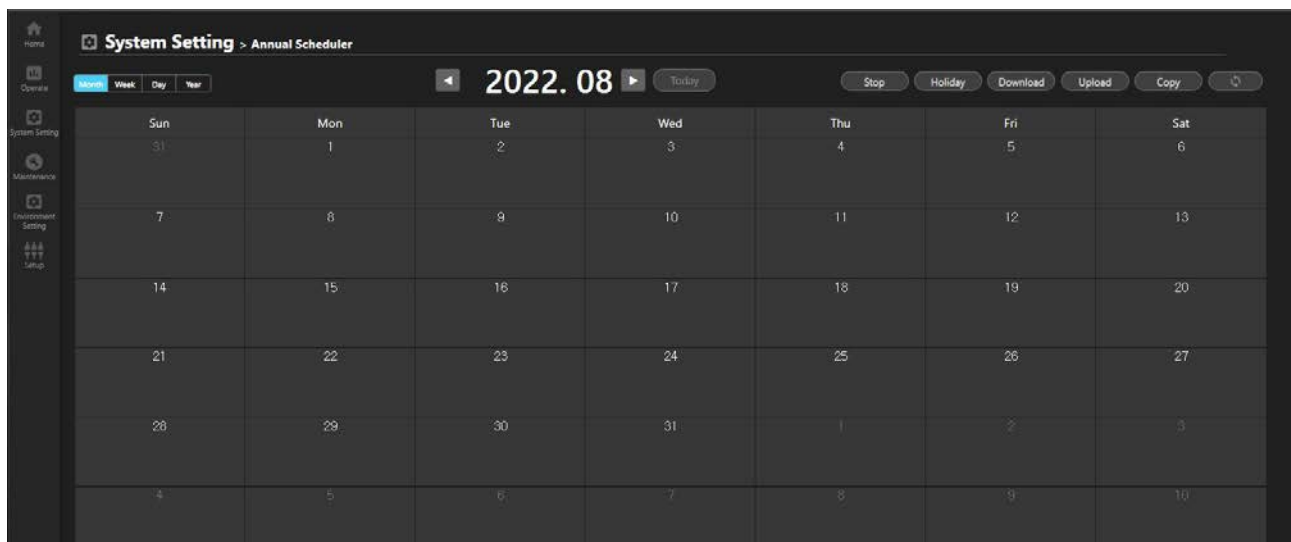 Home
System Setting > Annual Scheduler
Operate
Month Week Day Year
2022. 08
Today
Stop Holiday Download Upload Copy
System Setting
Maintenance
Environment
Setting
Setup
Sun Mon Tue Wed Thu Fri Sat
31 1 2 3 4 5 6
7 8 9 10 11 12 13
14 15 16 17 18 19 20
21 22 23 24 25 26 27
28 29 30 31 1 2 3
4 5 6 7 8 9 10